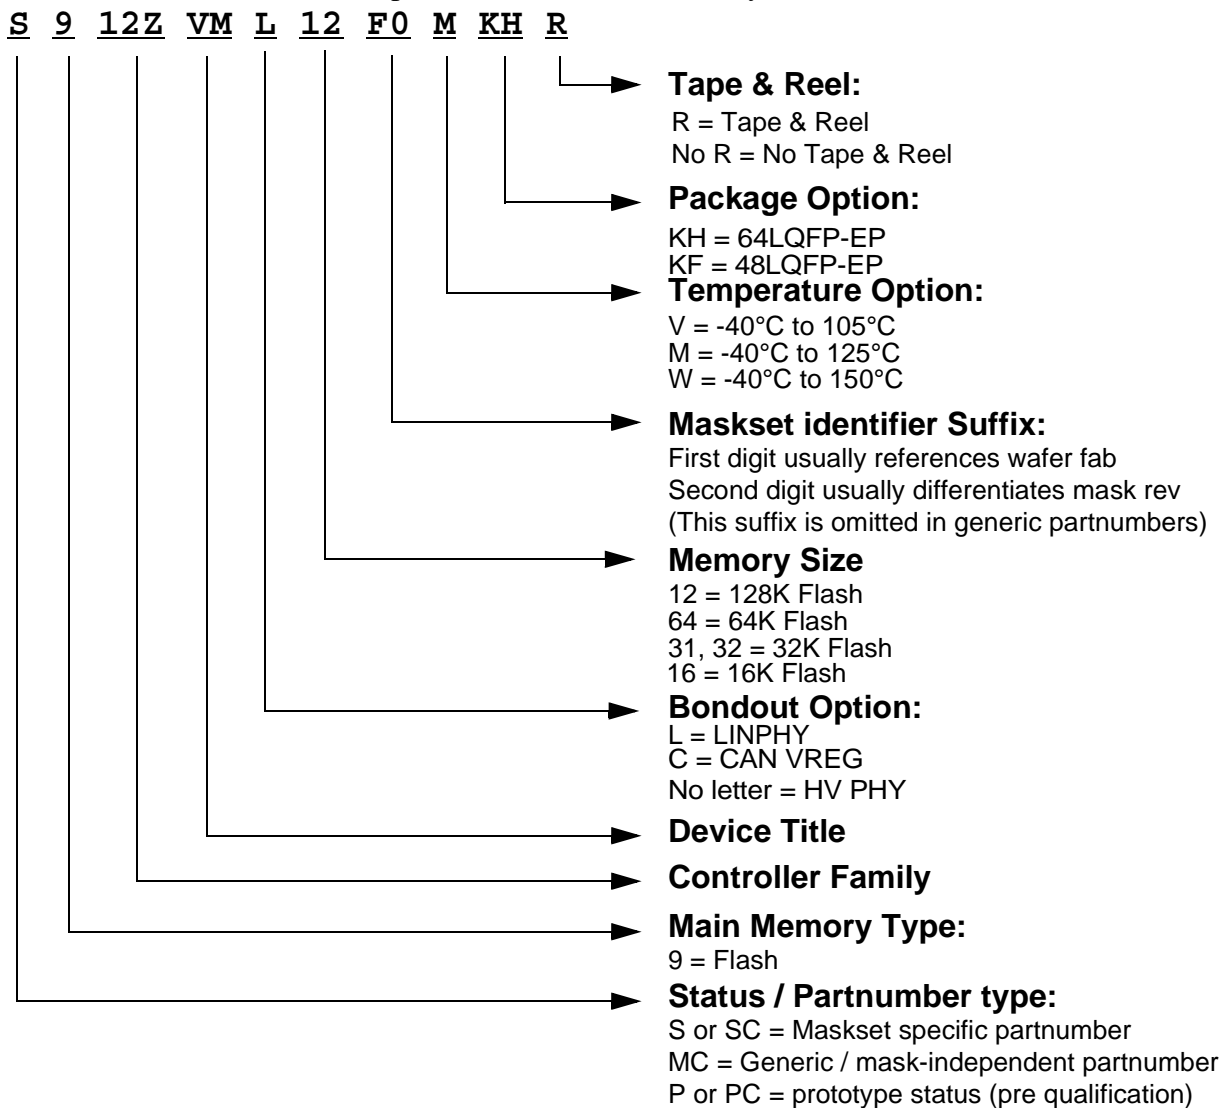 S 9 12Z VM L 12 F0 M KH R
Tape & Reel:
R = Tape & Reel
No R = No Tape & Reel
Package Option:
KH = 64LQFP-EP
KF = 48LQFP-EP
Temperature Option:
V = -40°C to 105°C
M = -40°C to 125°C
W = -40°C to 150°C
Maskset identifier Suffix:
First digit usually references wafer fab
Second digit usually differentiates mask rev
(This suffix is omitted in generic partnumbers)
Memory Size
12 = 128K Flash
64 = 64K Flash
31, 32 = 32K Flash
16 = 16K Flash
Bondout Option:
L = LINPHY
C = CAN VREG
No letter = HV PHY
Device Title
Controller Family
Main Memory Type:
9 = Flash
Status / Partnumber type:
S or SC = Maskset specific partnumber
MC = Generic / mask-independent partnumber
P or PC = prototype status (pre qualification)